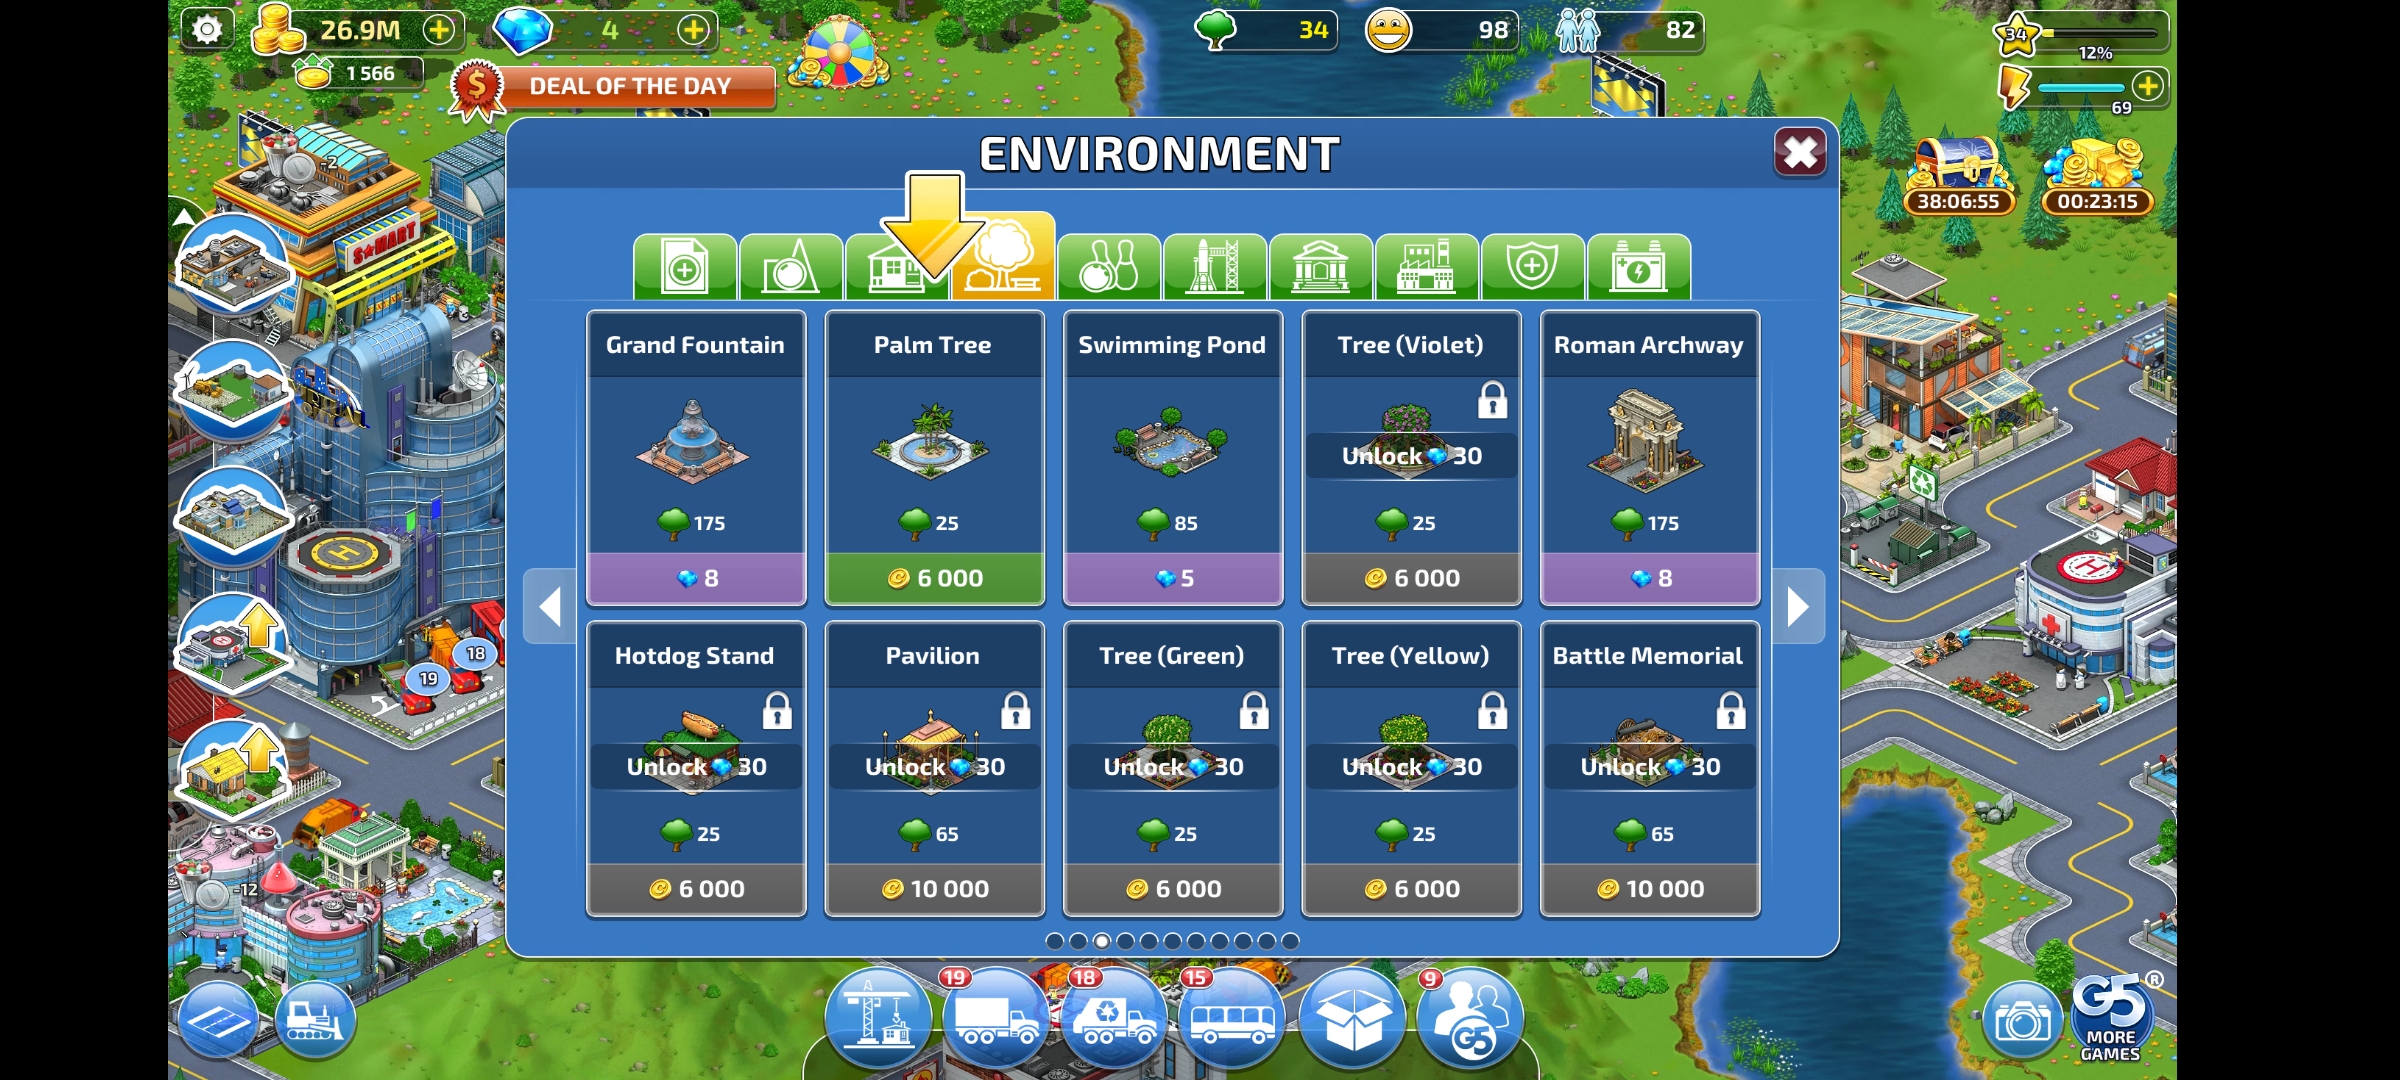 26.9M
4
34
98
82
34
12%
1 566
DEAL OF THE DAY
69
ENVIRONMENT
38:06:55
00:23:15
-2
S★MART
Grand Fountain
Palm Tree
Swimming Pond
Tree (Violet)
Roman Archway
Unlock 30
175
25
85
25
175
8
6 000
5
6 000
8
Hotdog Stand
Pavilion
Tree (Green)
Tree (Yellow)
Battle Memorial
Unlock 30
Unlock 30
Unlock 30
Unlock 30
Unlock 30
25
65
25
25
65
6 000
10 000
6 000
6 000
10 000
H
H
H
18
19
-12
19
18
15
9
G5
G5®
MORE
GAMES